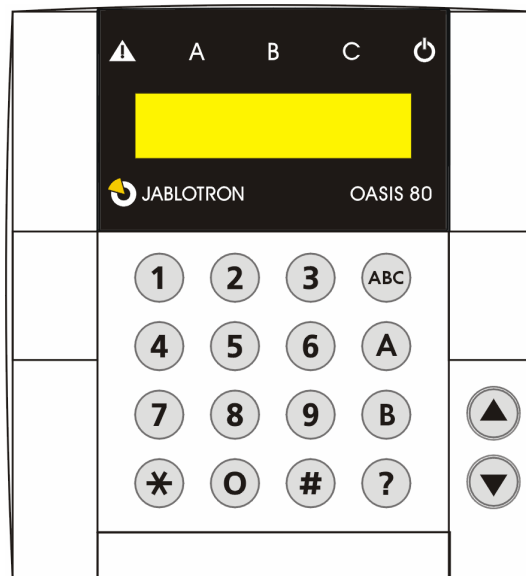 A B C
JABLOTRON OASIS 80
1 2 3 ABC
4 5 6 A
7 8 9 B
* 0 # ?